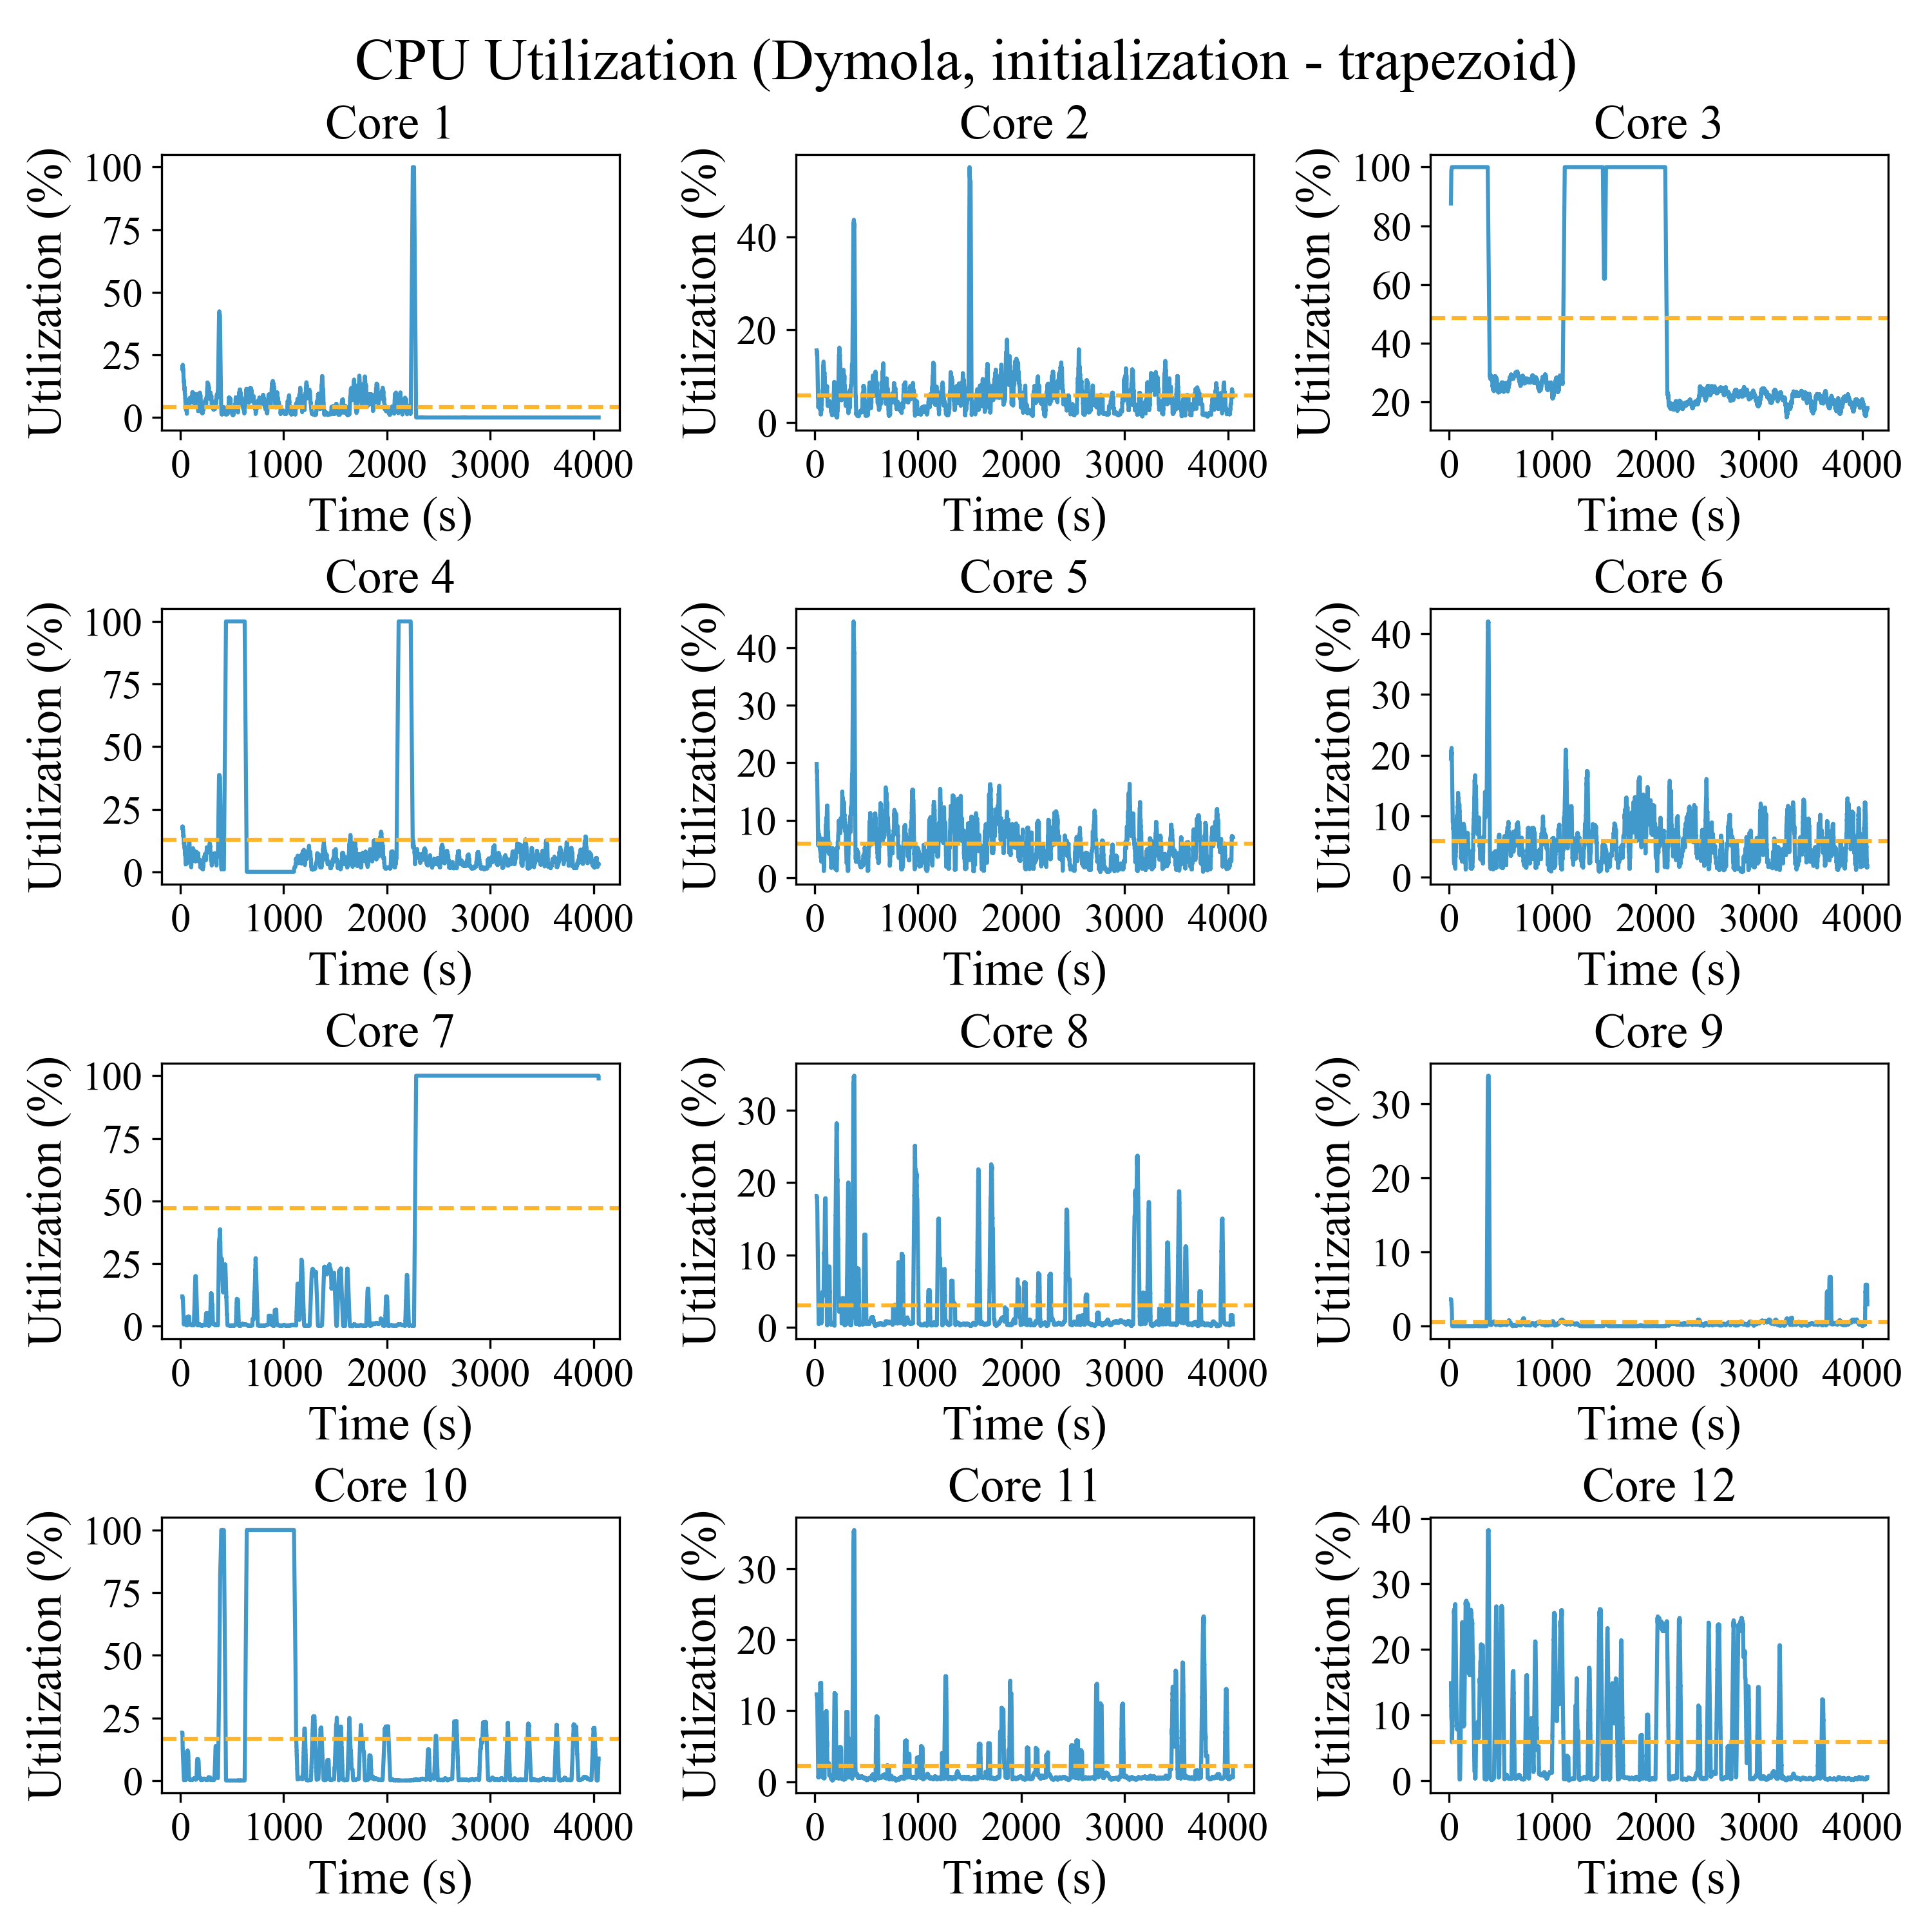 CPU Utilization (Dymola, initialization - trapezoid)
Core 1
Utilization (%)
100
75
50
25
0
0 1000 2000 3000 4000
Time (s)
Core 2
Utilization (%)
40
20
0
0 1000 2000 3000 4000
Time (s)
Core 3
Utilization (%)
100
80
60
40
20
0 1000 2000 3000 4000
Time (s)
Core 4
Utilization (%)
100
75
50
25
0
0 1000 2000 3000 4000
Time (s)
Core 5
Utilization (%)
40
30
20
10
0
0 1000 2000 3000 4000
Time (s)
Core 6
Utilization (%)
40
30
20
10
0
0 1000 2000 3000 4000
Time (s)
Core 7
Utilization (%)
100
75
50
25
0
0 1000 2000 3000 4000
Time (s)
Core 8
Utilization (%)
30
20
10
0
0 1000 2000 3000 4000
Time (s)
Core 9
Utilization (%)
30
20
10
0
0 1000 2000 3000 4000
Time (s)
Core 10
Utilization (%)
100
75
50
25
0
0 1000 2000 3000 4000
Time (s)
Core 11
Utilization (%)
30
20
10
0
0 1000 2000 3000 4000
Time (s)
Core 12
Utilization (%)
40
30
20
10
0
0 1000 2000 3000 4000
Time (s)